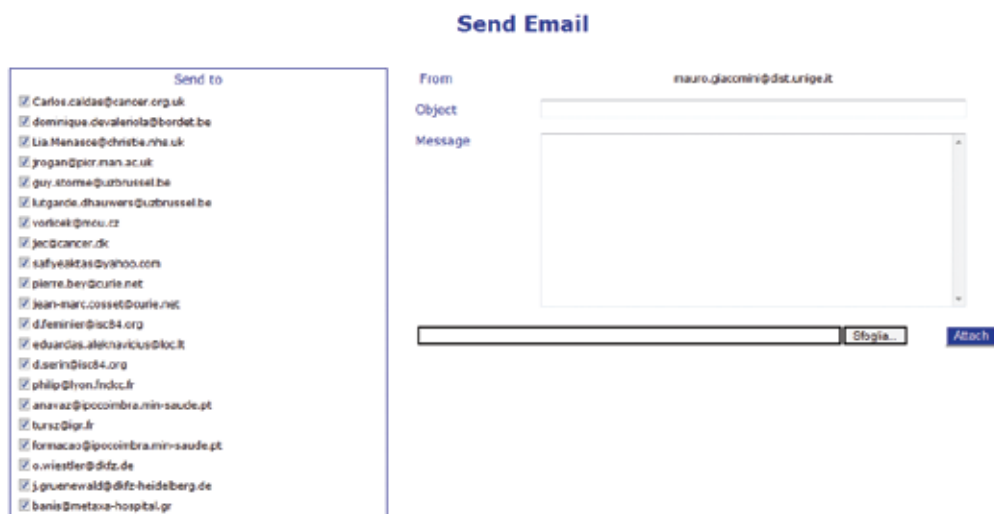 Send Email
Send to
Carlos.caldas@cancer.org.uk
dominique.devaleriola@bordet.be
Lia.Menasce@christie.nhs.uk
jrogan@picr.man.ac.uk
guy.storme@uzbrussel.be
lutgarde.dhauwers@uzbrussel.be
vorlicek@mou.cz
jec@cancer.dk
safiyeaktas@yahoo.com
pierre.bey@curie.net
jean-marc.cosset@curie.net
d.feminier@isc84.org
eduardas.aleknavicius@loc.lt
d.serin@isc84.org
philip@lyon.fnclcc.fr
anavaz@ipocoimbra.min-saude.pt
tursz@igr.fr
formacao@ipocoimbra.min-saude.pt
o.wiestler@dkfz.de
j.gruenewald@dkfz-heidelberg.de
banis@metaxa-hospital.gr
From
mauro.giacomini@dist.unige.it
Object
Message
Sfoglia...
Attach